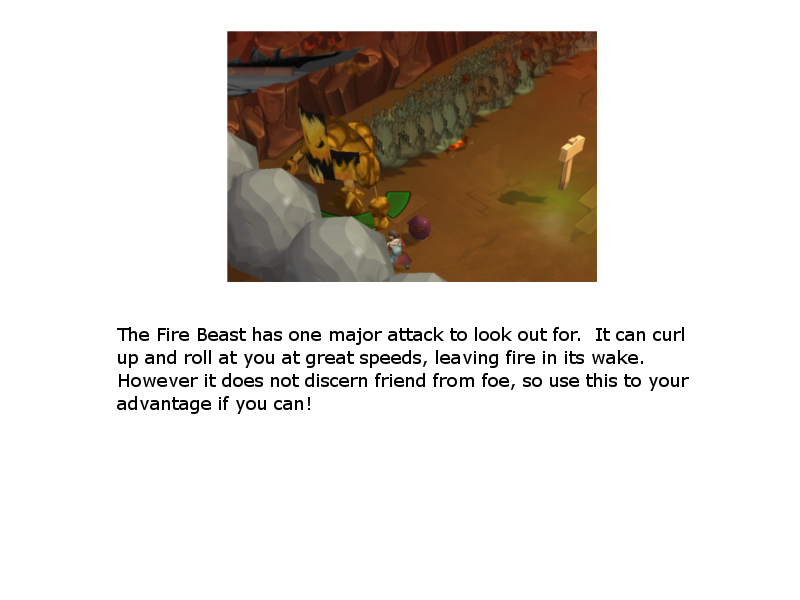 The Fire Beast has one major attack to look out for.  It can curl
up and roll at you at great speeds, leaving fire in its wake.
However it does not discern friend from foe, so use this to your
advantage if you can!